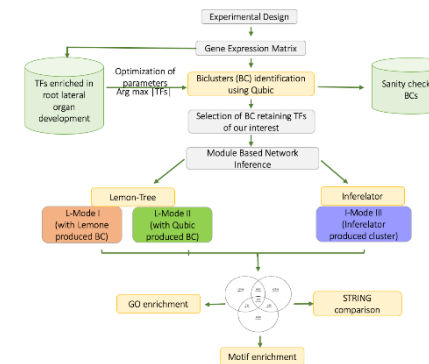 Experimental Design
Gene Expression Matrix
TFs enriched in
root lateral
organ
development
Optimization of
parameters
Arg max |TFs|
Biclusters (BC) identification
using Qubic
Sanity check
BCs
Selection of BC retaining TFs
of our interest
Module Based Network
Inference
Lemon-Tree
Inferelator
L-Mode I
(with Lemone
produced BC)
L-Mode II
(with Qubic
produced BC)
I-Mode III
(Inferelator
produced cluster)
GO enrichment
STRING
comparison
Motif enrichment